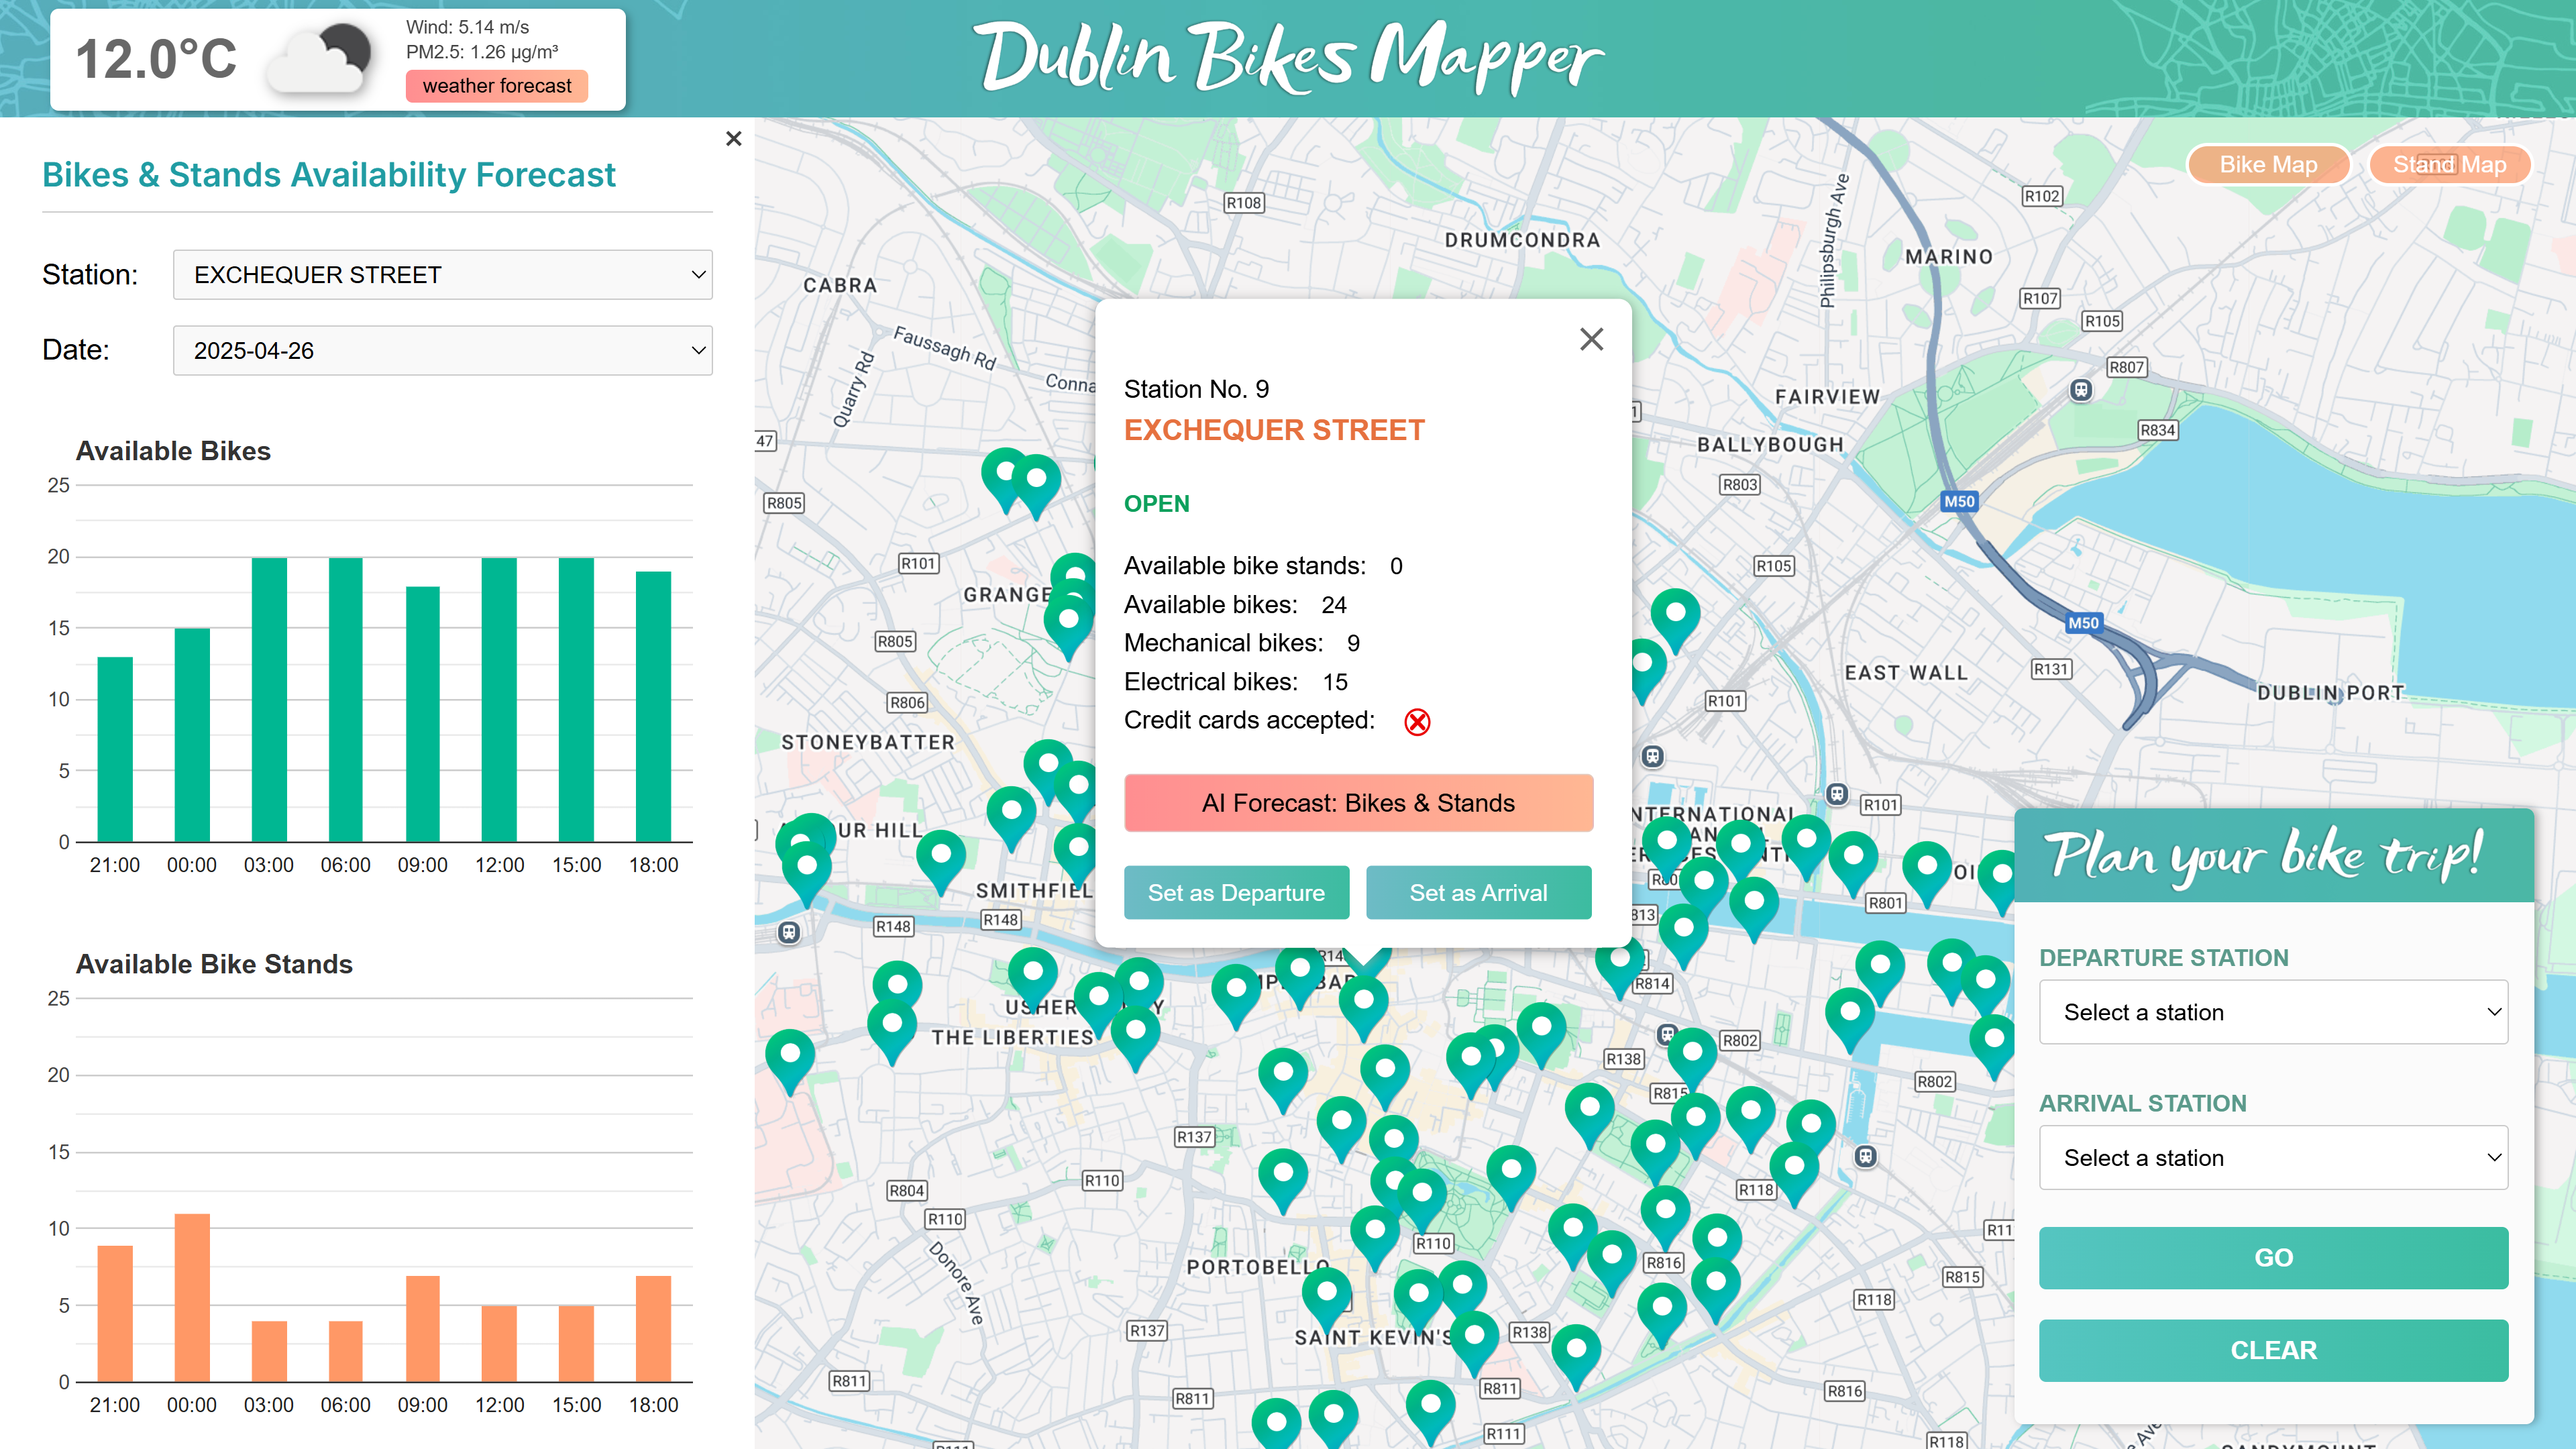 12.0°C
Wind: 5.14 m/s
PM2.5: 1.26 µg/m³
weather forecast
Dublin Bikes Mapper
Bikes & Stands Availability Forecast
Station:
EXCHEQUER STREET
Date:
2025-04-26
Available Bikes
25
20
15
10
5
0
21:00 00:00 03:00 06:00 09:00 12:00 15:00 18:00
Available Bike Stands
25
20
15
10
5
0
21:00 00:00 03:00 06:00 09:00 12:00 15:00 18:00
Bike Map
Stand Map
R108
R102
DRUMCONDRA
Philipsburgh Ave
MARINO
CABRA
R107
R105
Faussagh Rd
Quarry Rd
Conna
R807
FAIRVIEW
R834
47
BALLYBOUGH
R803
R805
M50
R101
R105
GRANGE
M50
R805
EAST WALL
R131
R806
R101
DUBLIN PORT
STONEYBATTER
Station No. 9
EXCHEQUER STREET
OPEN
Available bike stands: 0
Available bikes: 24
Mechanical bikes: 9
Electrical bikes: 15
Credit cards accepted:
AI Forecast: Bikes & Stands
Set as Departure
Set as Arrival
NTERNATIONAL
R101
UR HILL
SMITHFIEL
R801
R148
R148
813
R814
USHER
THE LIBERTIES
R802
R138
R815
R802
R137
R110
R804
R118
R110
R110
Donore Ave
PORTOBELLO
R816
R815
R118
R137
SAINT KEVIN'S
R138
R811
R811
R811
R816
R111
R118
Plan your bike trip!
DEPARTURE STATION
Select a station
ARRIVAL STATION
Select a station
GO
CLEAR